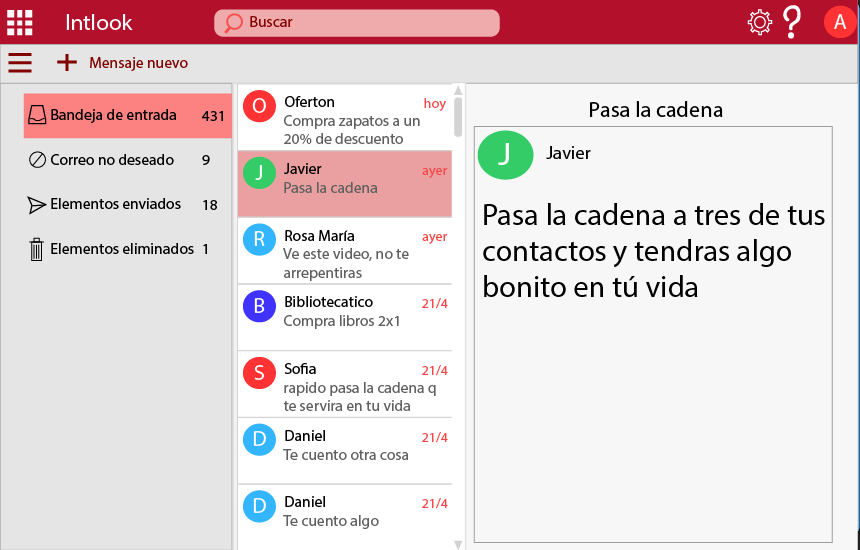 Intlook
Buscar
?
A
+ Mensaje nuevo
Bandeja de entrada 431
Correo no deseado 9
Elementos enviados 18
Elementos eliminados 1
O
Oferton hoy
Compra zapatos a un
20% de descuento
J
Javier ayer
Pasa la cadena
R
Rosa María ayer
Ve este video, no te
arrepentiras
B
Bibliotecatico 21/4
Compra libros 2x1
S
Sofia 21/4
rapido pasa la cadena q
te servira en tu vida
D
Daniel 21/4
Te cuento otra cosa
D
Daniel 21/4
Te cuento algo
Pasa la cadena
J
Javier
Pasa la cadena a tres de tus
contactos y tendras algo
bonito en tú vida